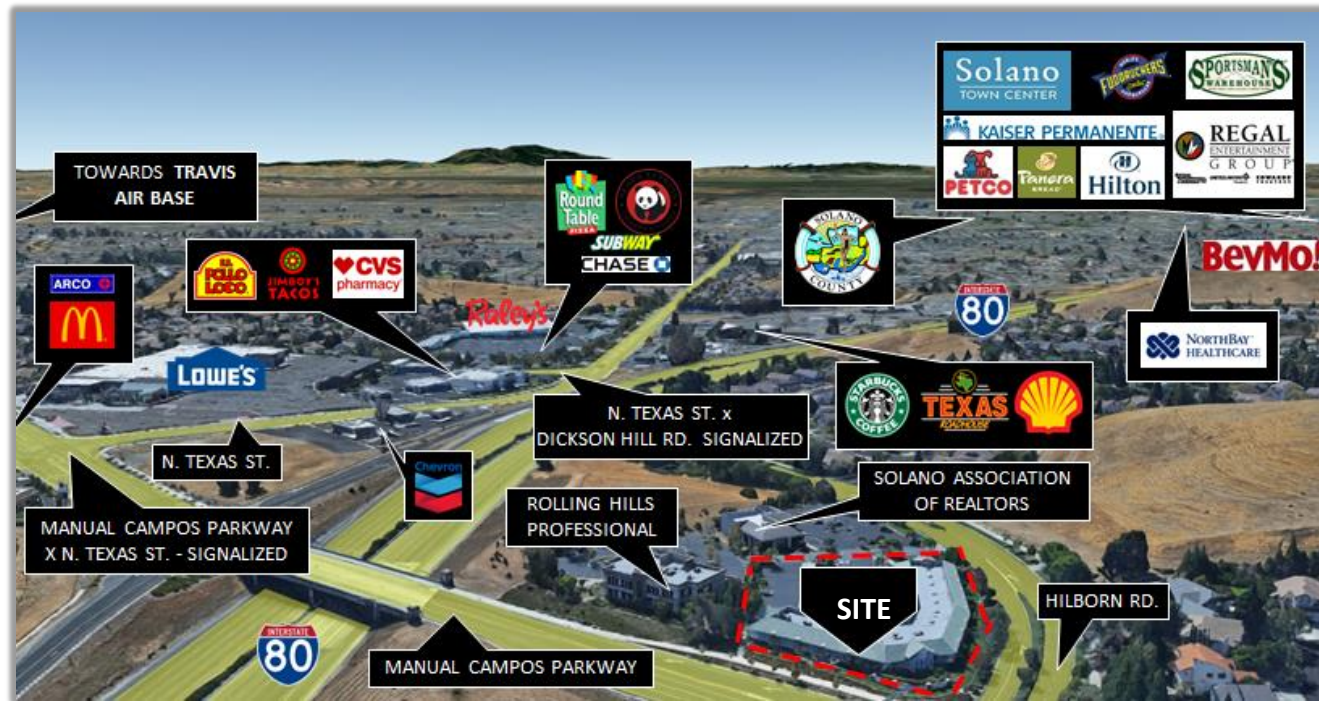 TOWARDS TRAVIS
AIR BASE
ARCO
EL
POLLO
LOCO
JIMBOY'S
TACOS
CVS
pharmacy
LOWE'S
Raley's
Round
Table
PIZZA
SUBWAY
CHASE
SOLANO
COUNTY
Solano
TOWN CENTER
FUDDRUCKERS
SPORTSMAN'S
WAREHOUSE
KAISER PERMANENTE
REGAL
ENTERTAINMENT
GROUP
PETCO
Panera
BREAD
Hilton
BevMo!
INTERSTATE
80
NORTHBAY
HEALTHCARE
STARBUCKS
COFFEE
TEXAS
ROADHOUSE
N. TEXAS ST. x
DICKSON HILL RD. SIGNALIZED
N. TEXAS ST.
Chevron
SOLANO ASSOCIATION
OF REALTORS
ROLLING HILLS
PROFESSIONAL
MANUAL CAMPOS PARKWAY
X N. TEXAS ST. - SIGNALIZED
SITE
HILBORN RD.
INTERSTATE
80
MANUAL CAMPOS PARKWAY